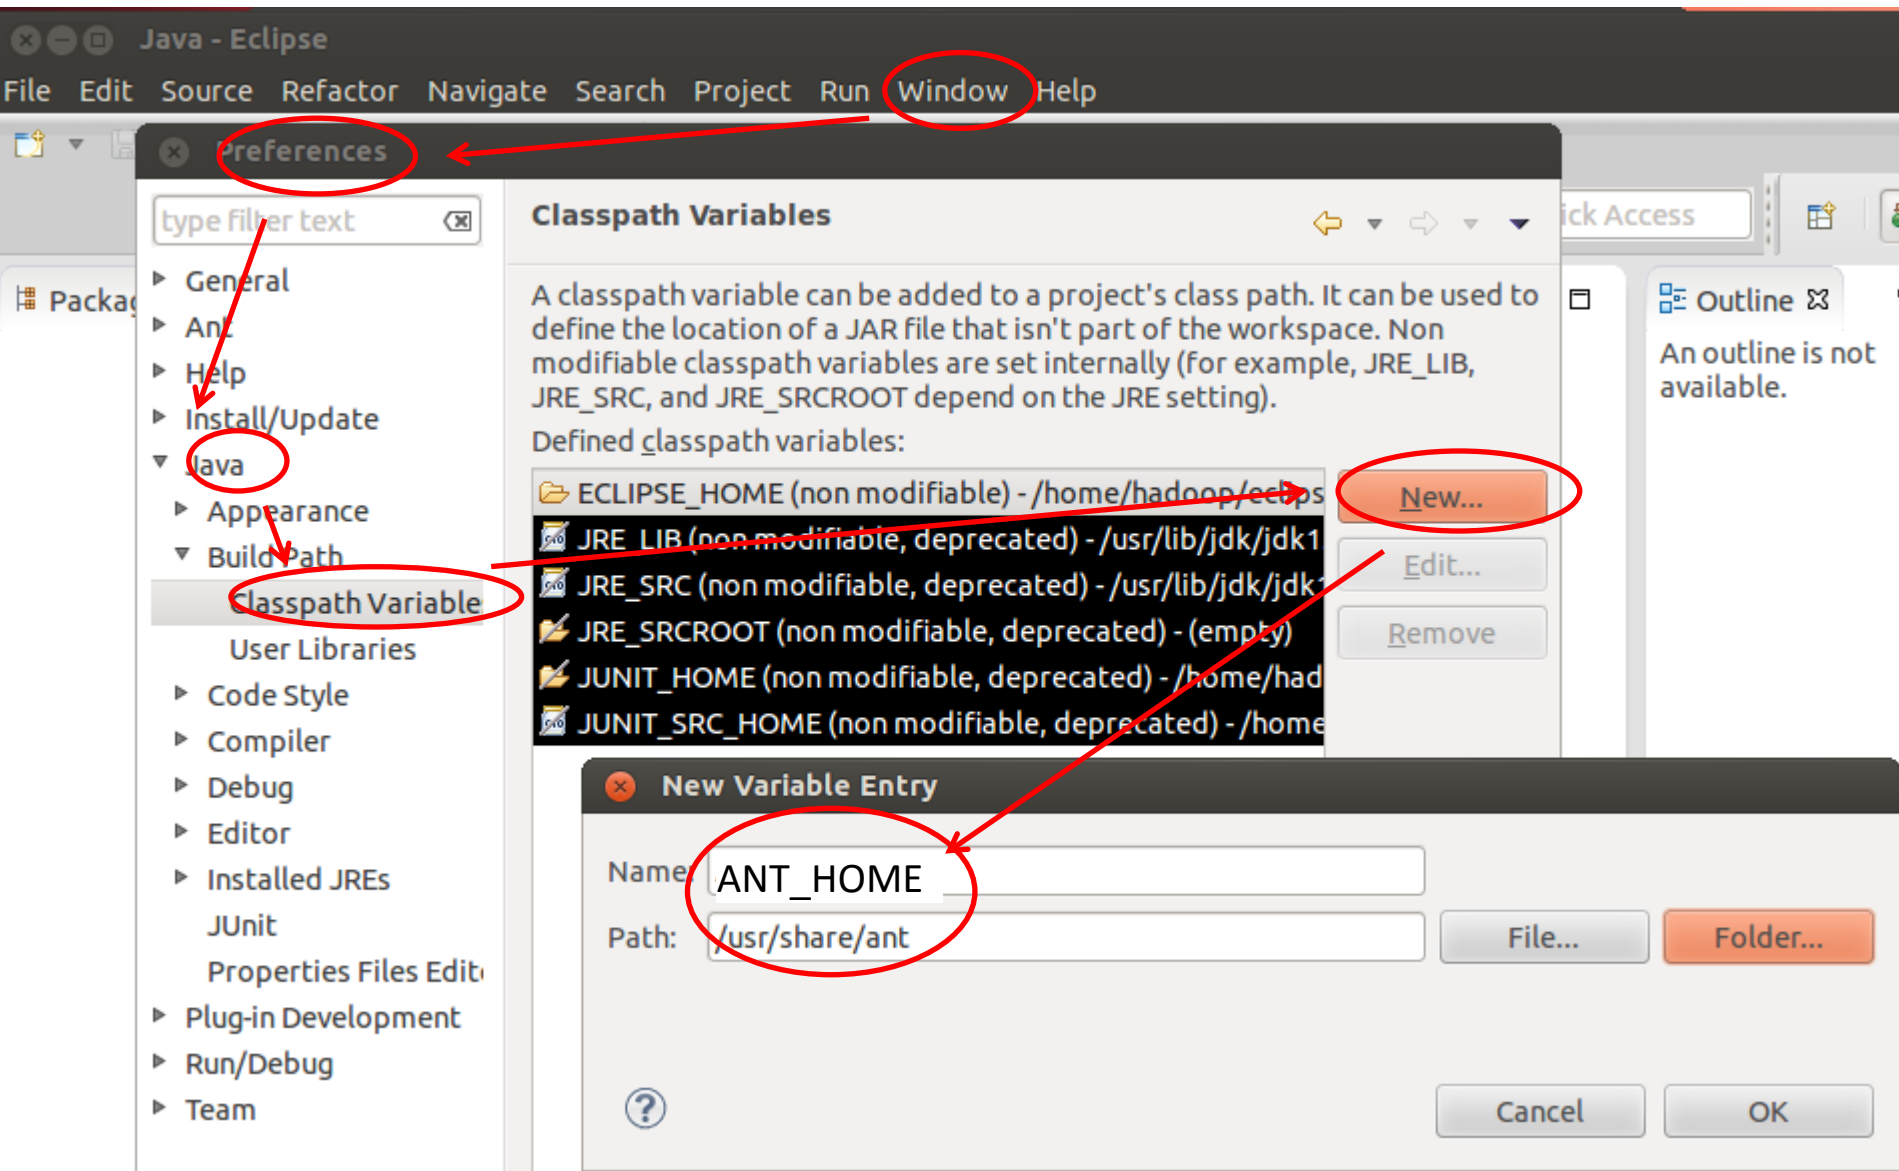 Java - Eclipse
File Edit Source Refactor Navigate Search Project Run Window Help
Preferences
type filter text
Classpath Variables
ick Access
General
Ant
Help
Install/Update
Java
Appearance
Build Path
Classpath Variable
User Libraries
Code Style
Compiler
Debug
Editor
Installed JREs
JUnit
Properties Files Edit
Plug-in Development
Run/Debug
Team
Packag
A classpath variable can be added to a project's class path. It can be used to
define the location of a JAR file that isn't part of the workspace. Non
modifiable classpath variables are set internally (for example, JRE_LIB,
JRE_SRC, and JRE_SRCROOT depend on the JRE setting).
Defined classpath variables:
ECLIPSE_HOME (non modifiable) - /home/hadoop/eclips
JRE_LIB (non modifiable, deprecated) - /usr/lib/jdk/jdk1
JRE_SRC (non modifiable, deprecated) - /usr/lib/jdk/jdk1
JRE_SRCROOT (non modifiable, deprecated) - (empty)
JUNIT_HOME (non modifiable, deprecated) - /home/had
JUNIT_SRC_HOME (non modifiable, deprecated) - /home
New...
Edit...
Remove
Outline
An outline is not
available.
New Variable Entry
Name: ANT_HOME
Path: /usr/share/ant
File... Folder...
Cancel OK